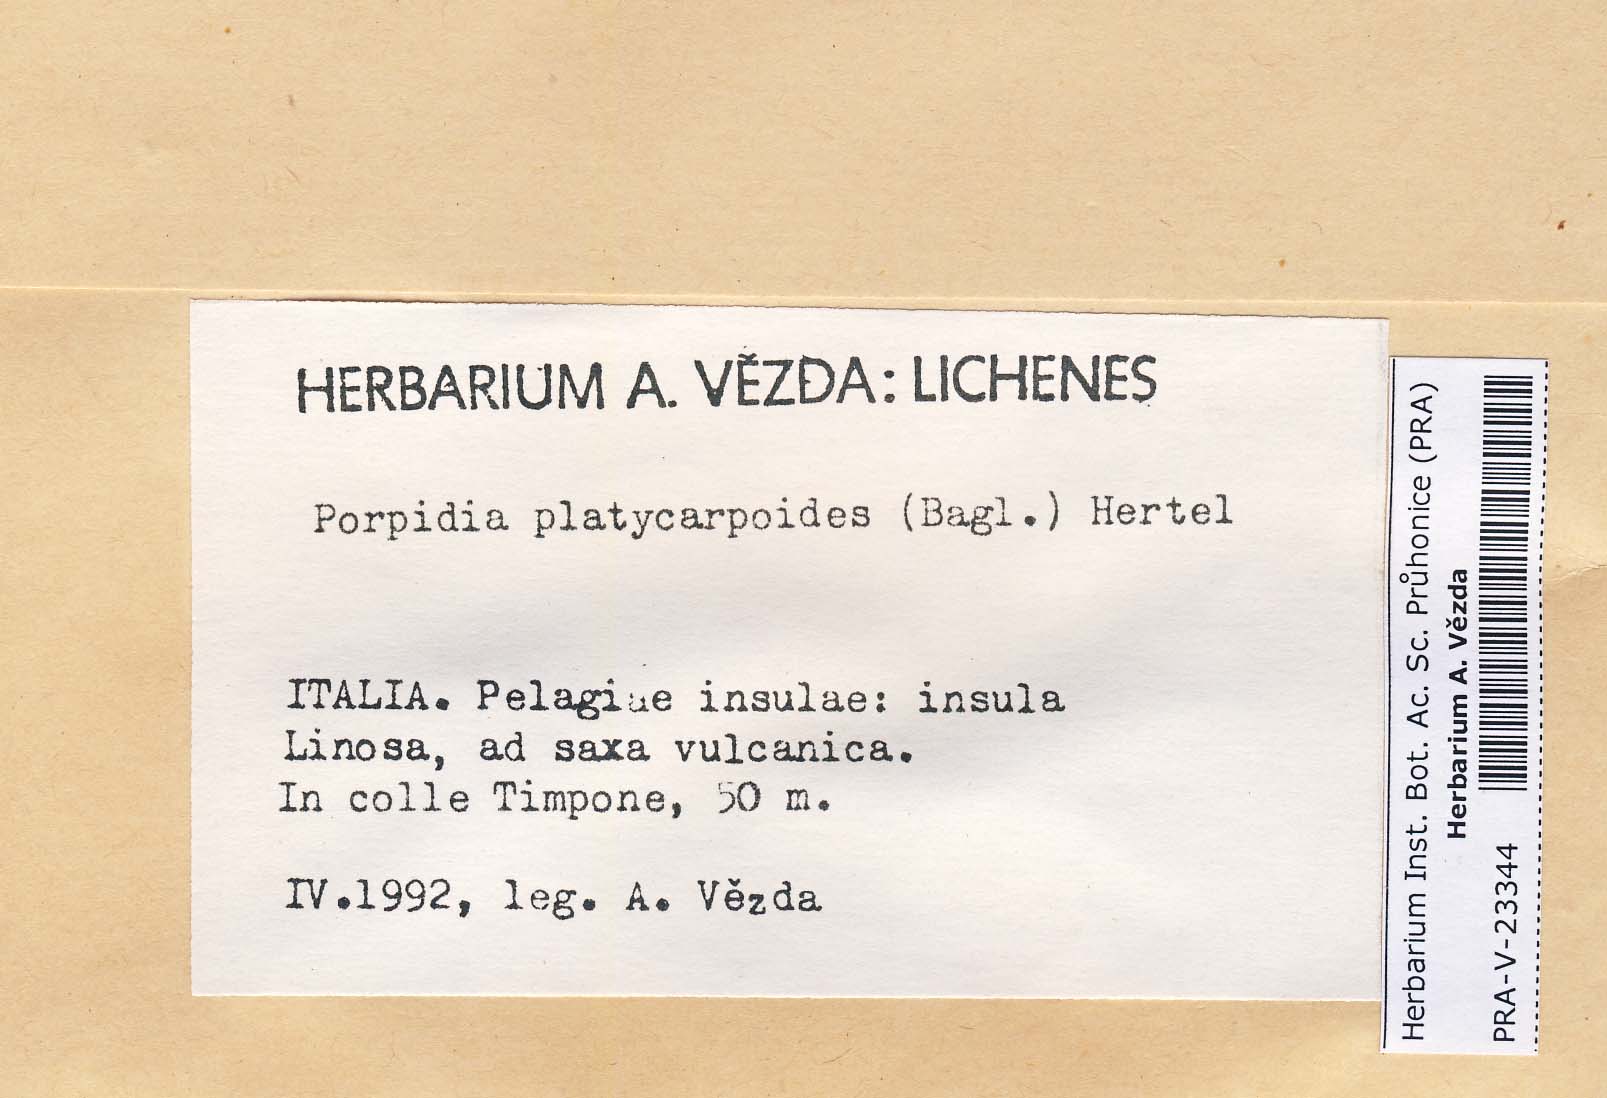 HERBARIUM A. VĚZDA: LICHENES
Porpidia platycarpoides (Bagl.) Hertel
ITALIA. Pelagiae insulae: insula
Linosa, ad saxa vulcanica.
In colle Timpone, 50 m.
IV.1992, leg. A. Vězda
Herbarium Inst. Bot. Ac. Sc. Průhonice (PRA)
Herbarium A. Vězda
PRA-V-23344